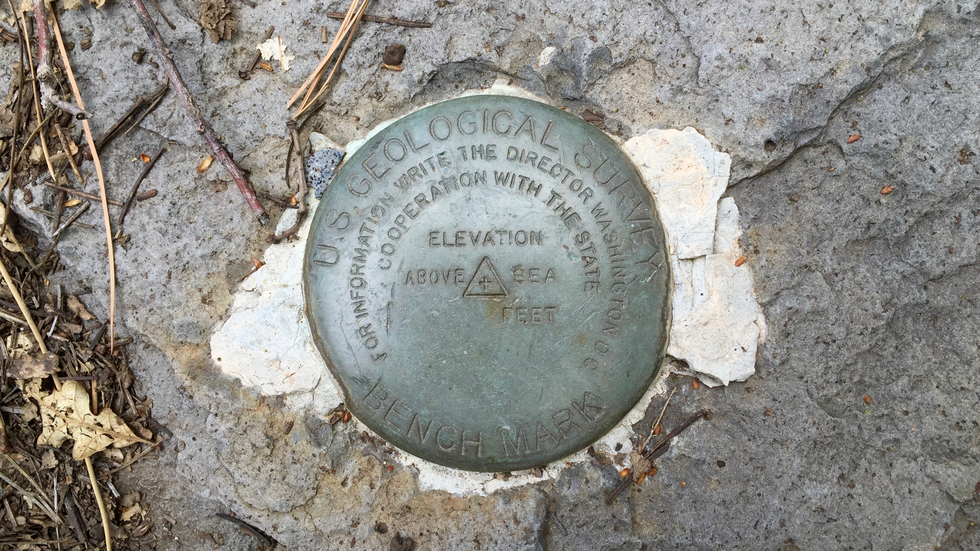 U.S. GEOLOGICAL SURVEY
FOR INFORMATION WRITE THE DIRECTOR WASHINGTON D.C.
COOPERATION WITH THE STATE
ELEVATION
ABOVE SEA
FEET
BENCH MARK